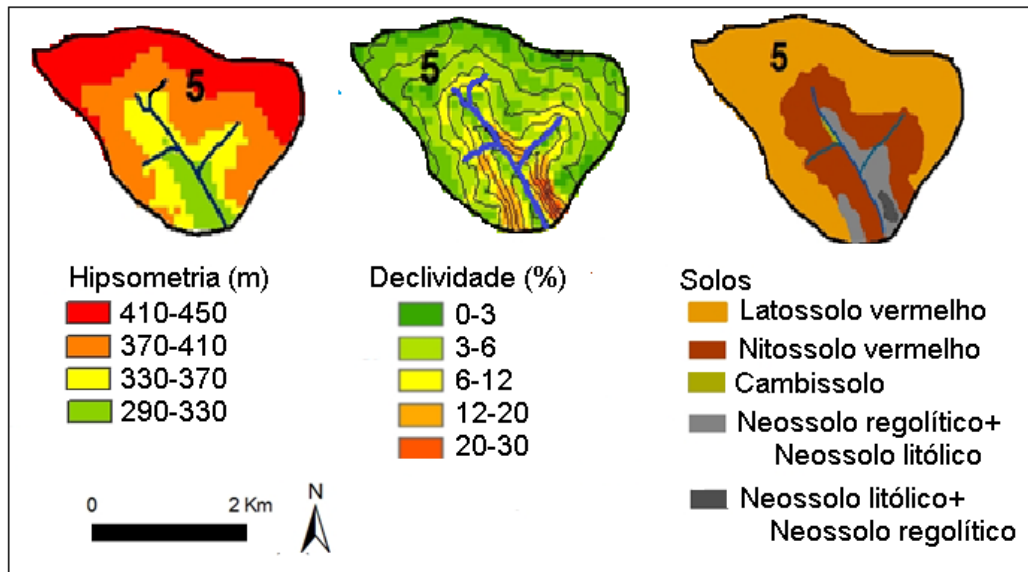 5
5
5
Hipsometria (m)
410-450
370-410
330-370
290-330
Declividade (%)
0-3
3-6
6-12
12-20
20-30
Solos
Latossolo vermelho
Nitossolo vermelho
Cambissolo
Neossolo regolítico+
Neossolo litólico
Neossolo litólico+
Neossolo regolítico
0
2 Km
N